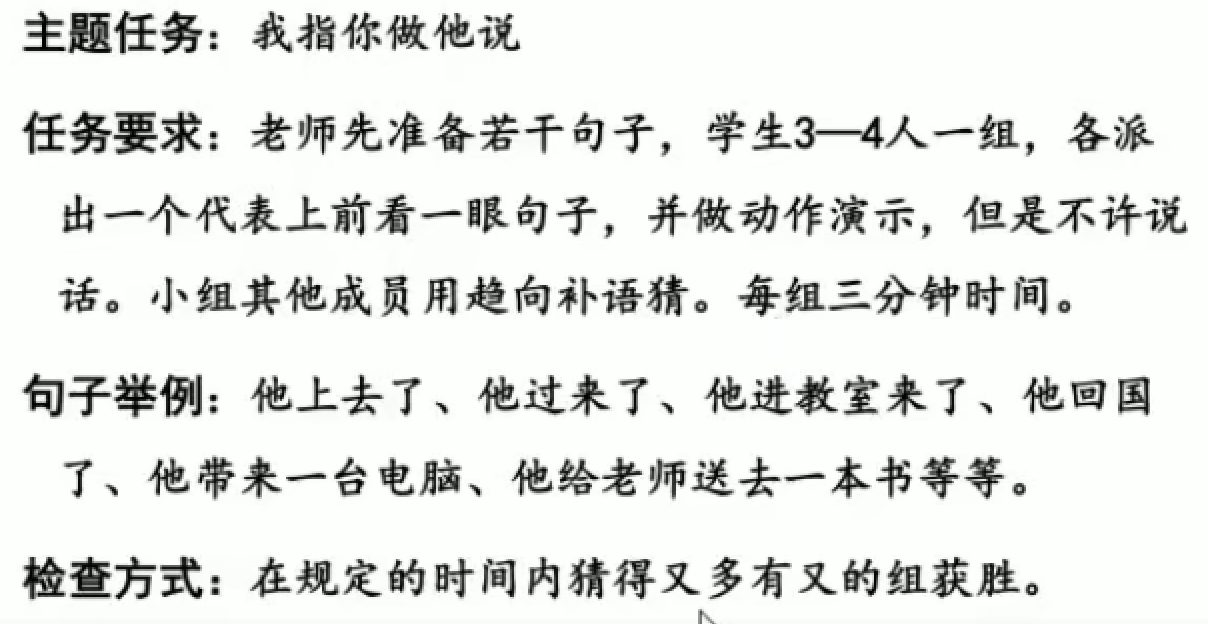 主题任务：我指你做他说
任务要求：老师先准备若干句子，学生3—4人一组，各派
出一个代表上前看一眼句子，并做动作演示，但是不许说
话。小组其他成员用趋向补语猜。每组三分钟时间。
句子举例：他上去了、他过来了、他进教室来了、他回国
了、他带来一台电脑、他给老师送去一本书等等。
检查方式：在规定的时间内猜得又多有又的组获胜。